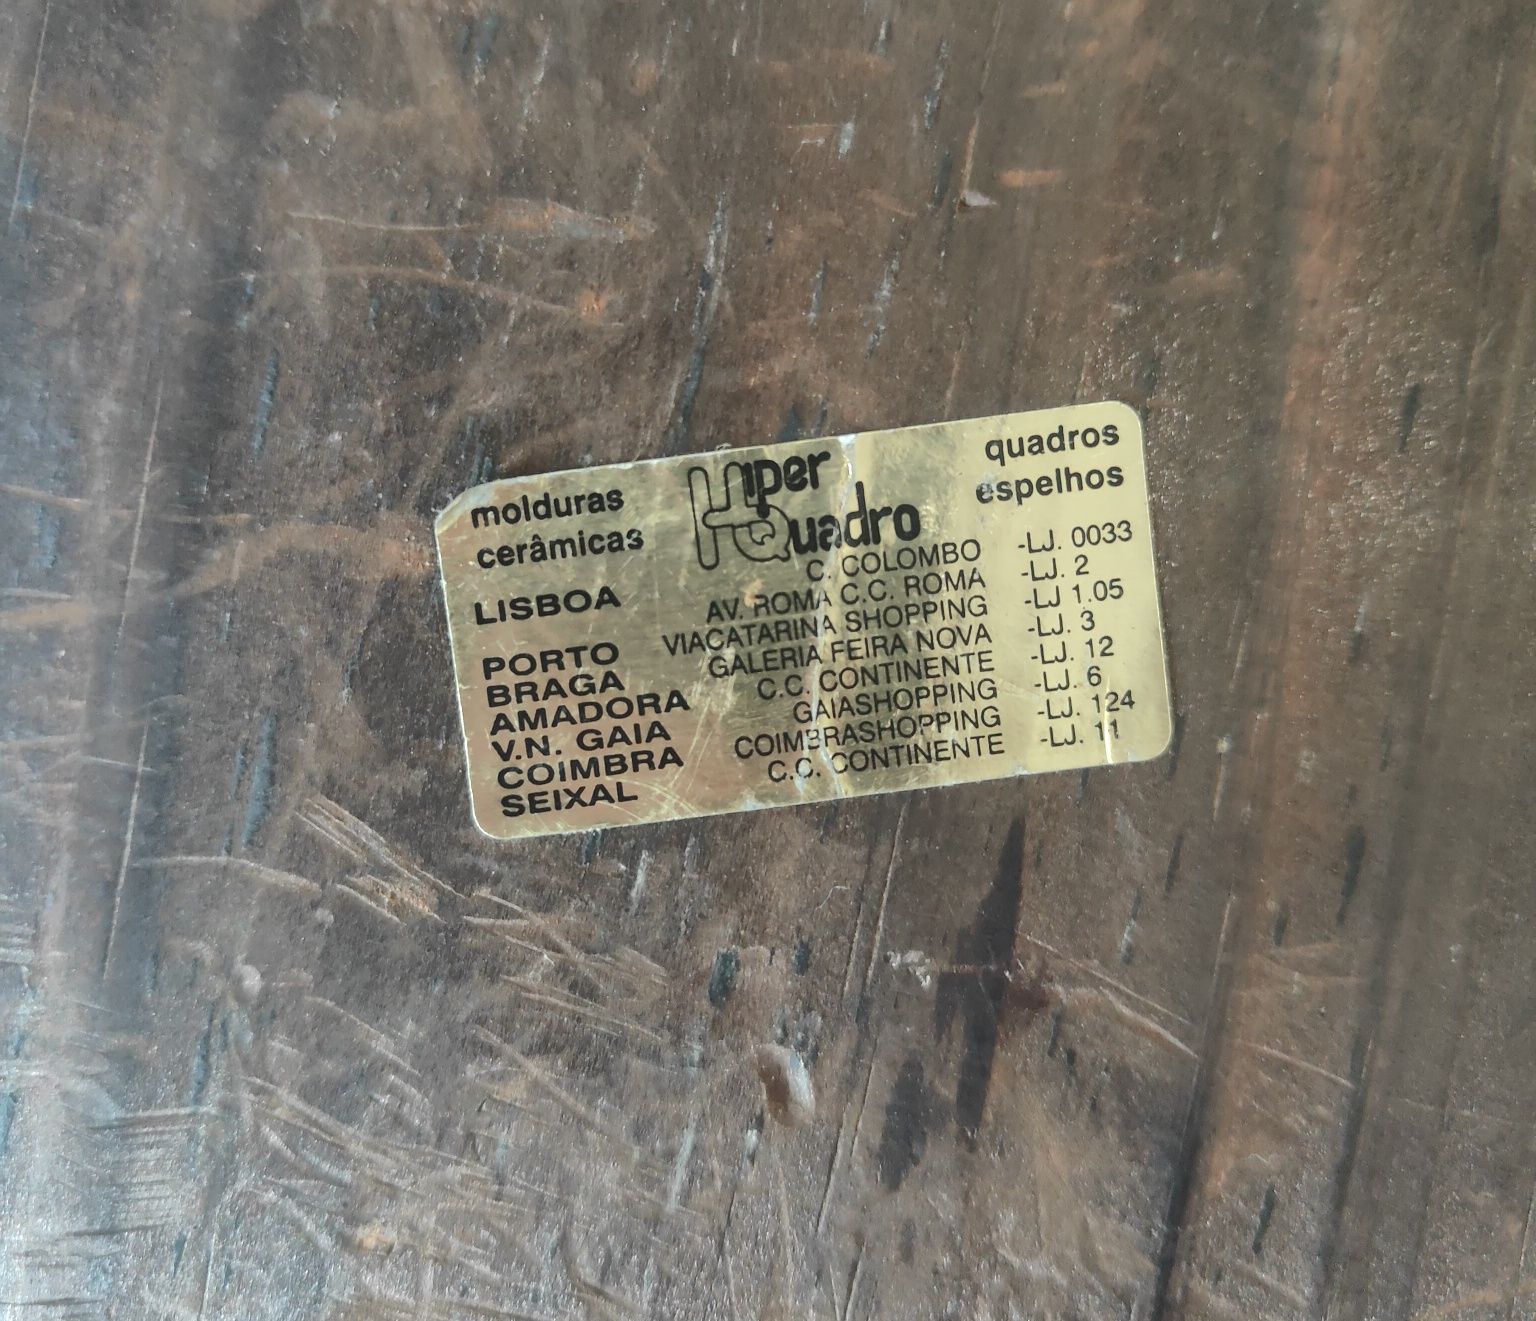 molduras
cerâmicas
Hiper
Quadro
quadros
espelhos
LISBOA C. COLOMBO -LJ. 0033
AV. ROMA C.C. ROMA -LJ. 2
PORTO VIACATARINA SHOPPING -LJ 1.05
BRAGA GALERIA FEIRA NOVA -LJ. 3
AMADORA C.C. CONTINENTE -LJ. 12
V.N. GAIA GAIASHOPPING -LJ. 6
COIMBRA COIMBRASHOPPING -LJ. 124
SEIXAL C.C. CONTINENTE -LJ. 11